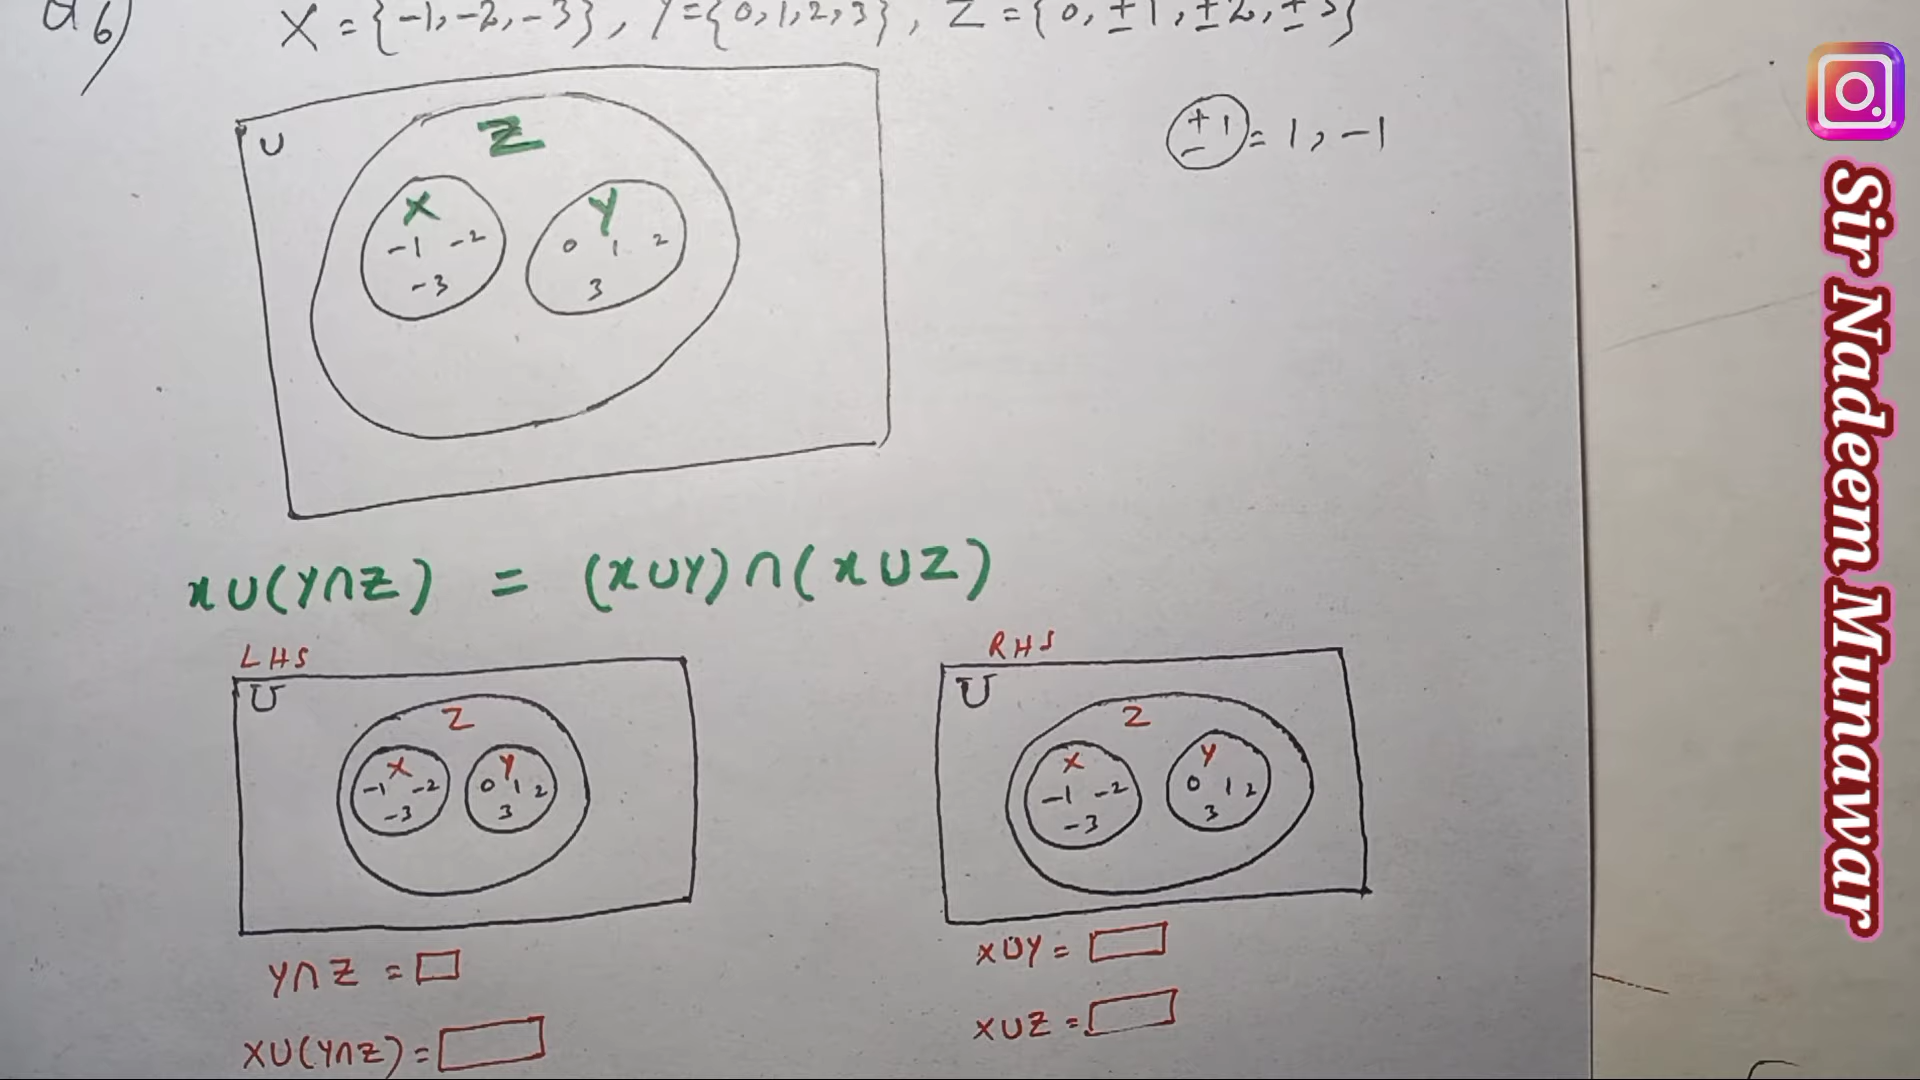 Q6)
X = {-1, -2, -3}, Y = {0, 1, 2, 3}, Z = {0, ±1, ±2, ±3}
U
Z
X
Y
-1 -2
-3
0 1 2
3
±1 = 1, -1
X∪(Y∩Z) = (X∪Y)∩(X∪Z)
LHS
U
Z
X
Y
-1 -2
-3
0 1 2
3
Y∩Z =
X∪(Y∩Z) =
RHS
U
Z
X
Y
-1 -2
-3
0 1 2
3
X∪Y =
X∪Z =
Sir Nadeem Munawar